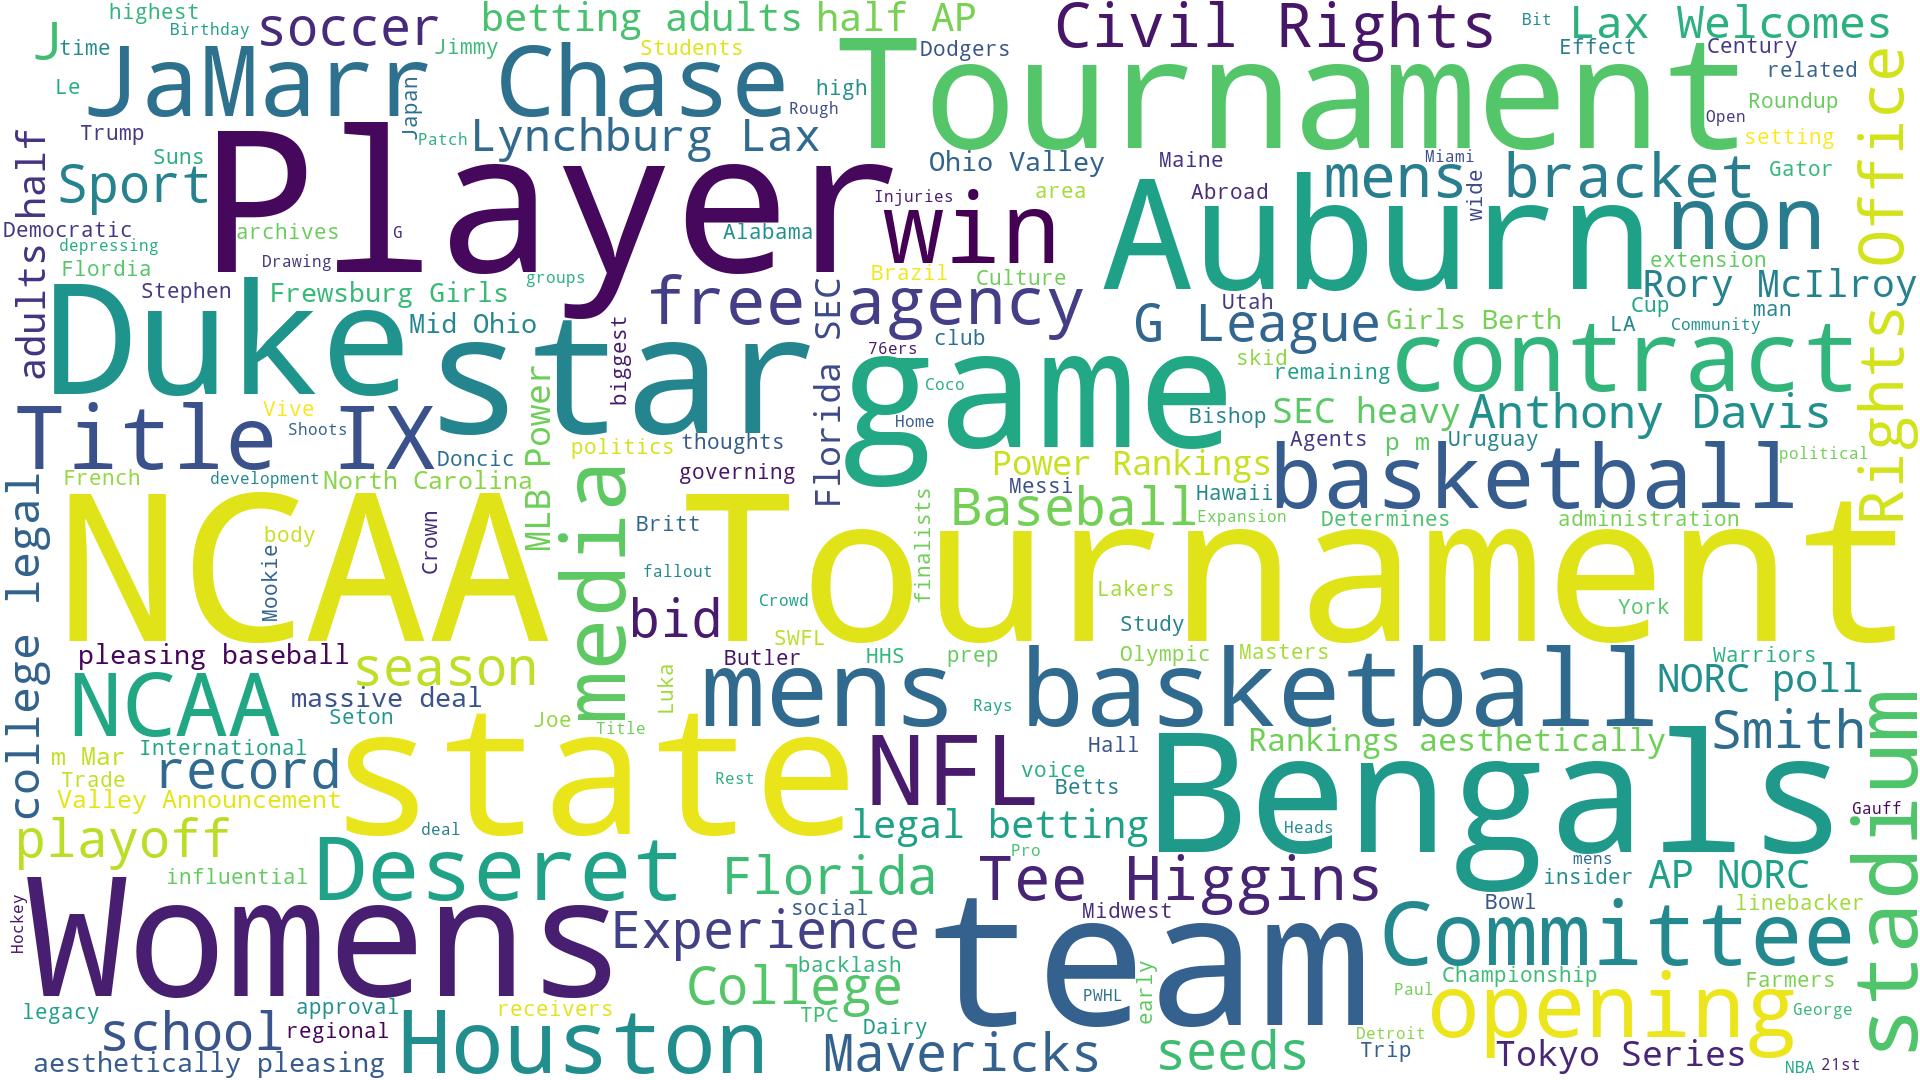 highest
Birthday
J
time
soccer
betting adults
half AP
Civil Rights
Bit
Lax Welcomes
Le
JaMarr Chase
Jimmy
Students
Tournament
Dodgers
Effect
Century
related
Japan
high
Rough
Roundup
Open
setting
Office
Trump
Patch
Lynchburg Lax
Suns
Sport
Player
Ohio Valley
Maine
Abroad
Miami
mens bracket
wide
Gator
adults half
Democratic
depressing
Flordia
archives
G
Drawing
Alabama
Injuries
win
area
Auburn
non
Brazil
Culture
groups
extension
Stephen
Frewsburg Girls
Mid Ohio
free agency
Utah
Rory McIlroy
Duke
star
biggest
Florida SEC
club
76ers
G League
Girls Berth
Cup
LA
Community
man
Rights
game
Coco
Home
skid
remaining
contract
Title IX
Vive
Shoots
MLB Power
Doncic
politics
thoughts
governing
Bishop
SEC heavy
Anthony Davis
Agents
p m
Uruguay
political
French
development
North Carolina
Power Rankings
Messi
basketball
college legal
NCAA Tournament
body
Mookie
Crown
media
Britt
fallout
bid
Crowd
SWFL
finalists
Baseball
Hawaii
Expansion
Determines
administration
Lakers
York
Study
pleasing baseball
season
Luka
Butler
HHS
prep
Olympic
Masters
Warriors
NCAA
massive deal
Seton
Joe
Title
mens basketball
Rays
NORC poll
m Mar
International
Trade
record
Valley Announcement
state
Rest
NFL
Hall
voice
Betts
Bengals
Rankings aesthetically
Smith
stadium
Gauff
playoff
deal
legal betting
Heads
Pro
influential
Deseret
Florida
Tee Higgins
mens
insider
AP NORC
Hockey
Womens
Experience
social
team
Midwest
Bowl
linebacker
Committee
backlash
College
PWHL
early
Championship
Farmers
Paul
opening
George
legacy
approval
receivers
TPC
Dairy
school
regional
Houston
Mavericks
seeds
Detroit
Trip
Tokyo Series
aesthetically pleasing
NBA
21st